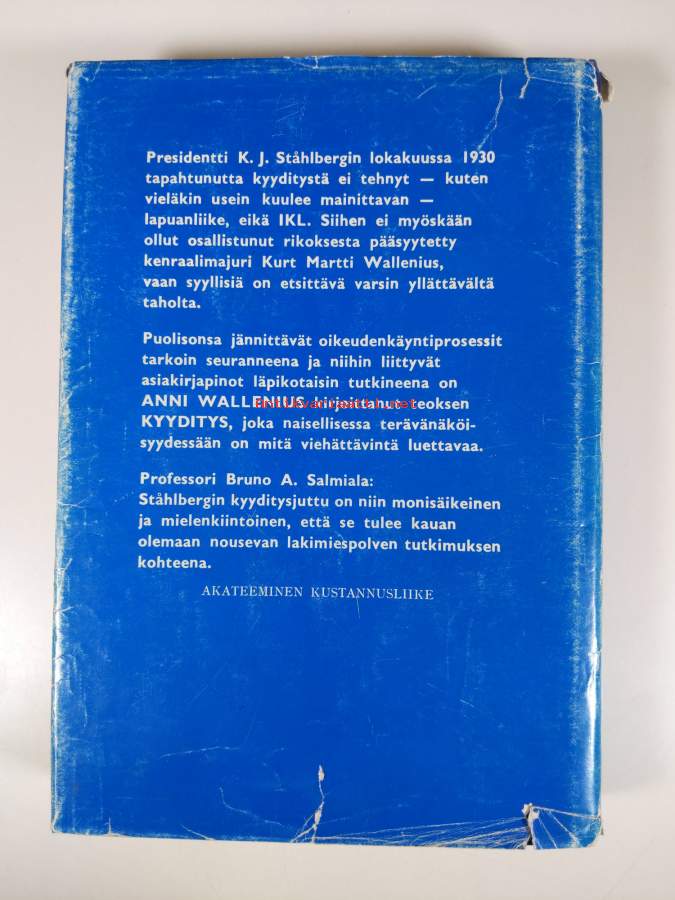 Presidentti K. J. Ståhlbergin lokakuussa 1930
tapahtunutta kyyditystä ei tehnyt — kuten
vieläkin usein kuulee mainittavan —
lapuanliike, eikä IKL. Siihen ei myöskään
ollut osallistunut rikoksesta pääsyytetty
kenraalimajuri Kurt Martti Wallenius,
vaan syyllisiä on etsittävä varsin yllättävältä
taholta.
Puolisonsa jännittävät oikeudenkäyntiprosessit
tarkoin seuranneena ja niihin liittyvät
asiakirjapinot läpikotaisin tutkineena on
ANNI WALLENIUS kirjoittanut teoksen
KYYDITYS, joka naisellisessa terävänäköi-
syydessään on mitä viehättävintä luettavaa.
Professori Bruno A. Salmiala:
Ståhlbergin kyyditysjuttu on niin monisäikeinen
ja mielenkiintoinen, että se tulee kauan
olemaan nousevan lakimiespolven tutkimuksen
kohteena.
AKATEEMINEN KUSTANNUSLIIKE